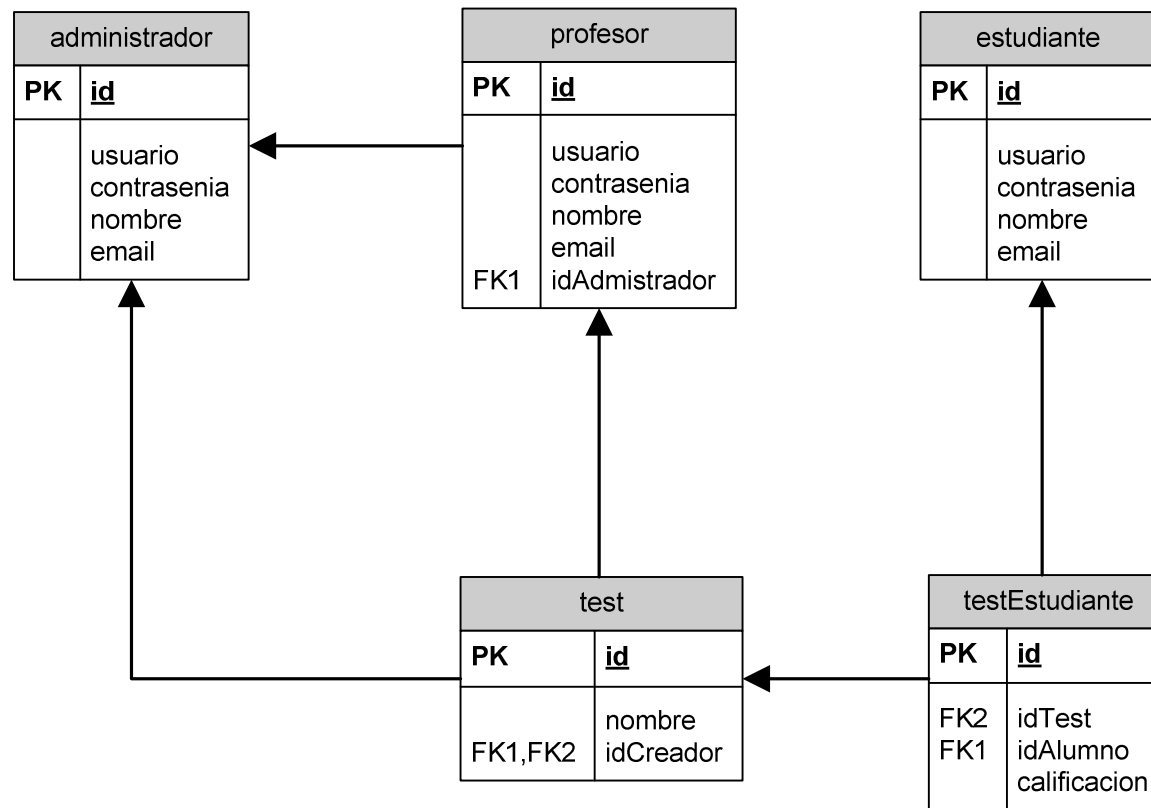 administrador
PK id
usuario
contrasenia
nombre
email
profesor
PK id
usuario
contrasenia
nombre
email
FK1 idAdmistrador
estudiante
PK id
usuario
contrasenia
nombre
email
test
PK id
nombre
FK1,FK2 idCreador
testEstudiante
PK id
FK2 idTest
FK1 idAlumno
calificacion